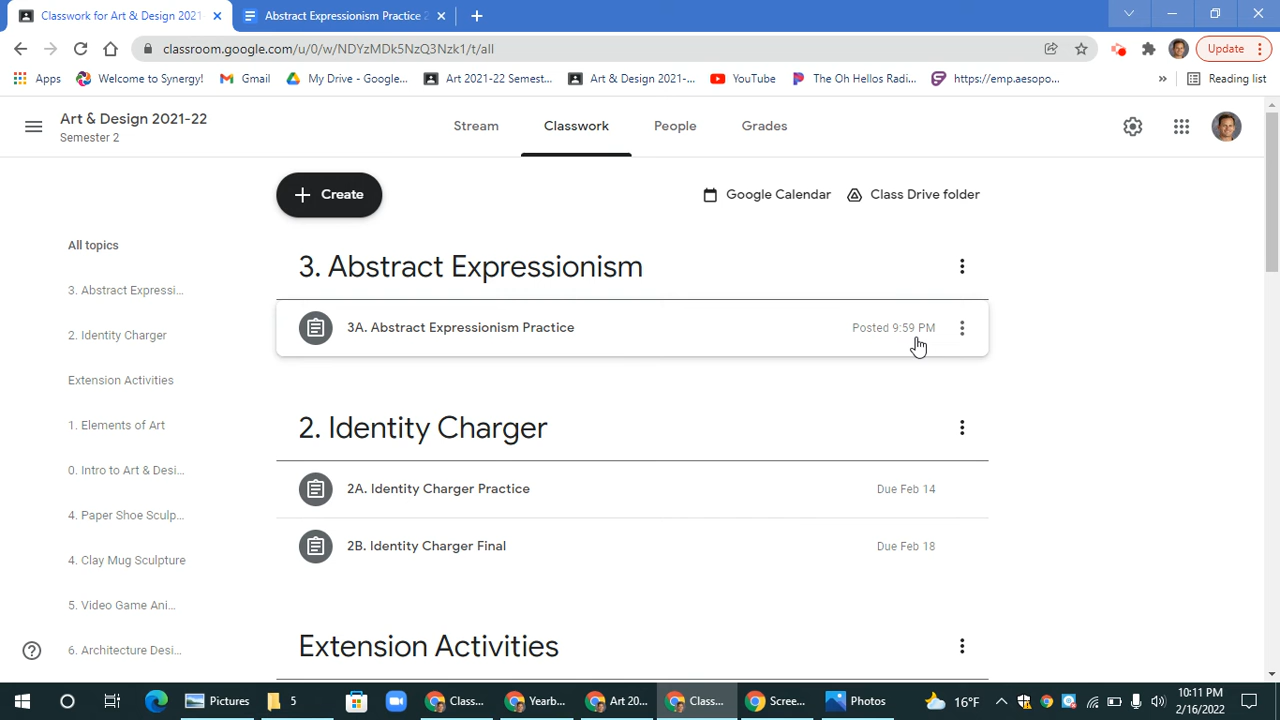 Classwork for Art & Design 2021-
Abstract Expressionism Practice 2
classroom.google.com/u/0/w/NDYzMDk5NzQ3Nzk1/t/all
Update
Apps
Welcome to Synergy!
Gmail
My Drive - Google...
Art 2021-22 Semest...
Art & Design 2021-...
YouTube
The Oh Hellos Radi...
https://emp.aesopo...
»
Reading list
Art & Design 2021-22
Semester 2
Stream
Classwork
People
Grades
+ Create
Google Calendar
Class Drive folder
All topics
3. Abstract Expressi...
2. Identity Charger
Extension Activities
1. Elements of Art
0. Intro to Art & Desi...
4. Paper Shoe Sculp...
4. Clay Mug Sculpture
5. Video Game Ani...
6. Architecture Desi...
3. Abstract Expressionism
3A. Abstract Expressionism Practice
Posted 9:59 PM
2. Identity Charger
2A. Identity Charger Practice
Due Feb 14
2B. Identity Charger Final
Due Feb 18
Extension Activities
Pictures
5
Class...
Yearb...
Art 20...
Class...
Scree...
Photos
16°F
10:11 PM
2/16/2022